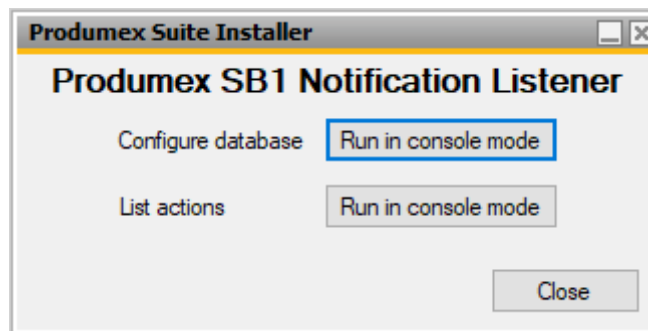 Produmex Suite Installer
Produmex SB1 Notification Listener
Configure database Run in console mode
List actions Run in console mode
Close